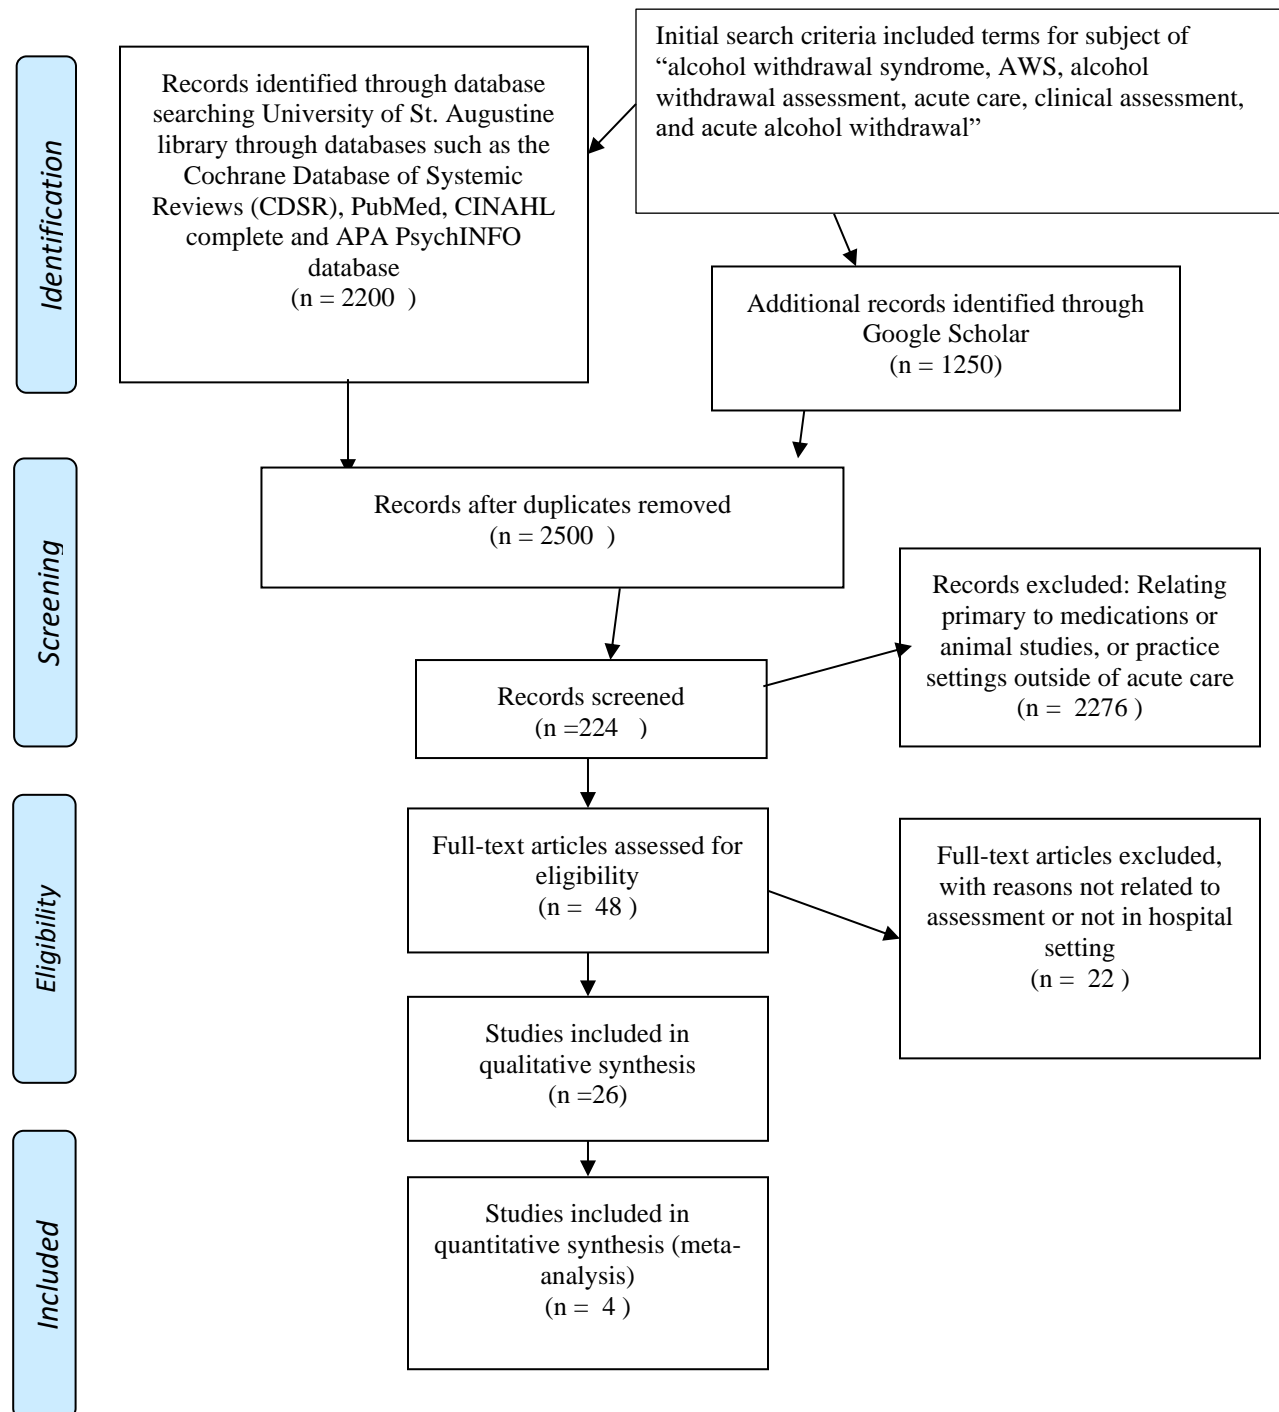 Initial search criteria included terms for subject of
“alcohol withdrawal syndrome, AWS, alcohol
withdrawal assessment, acute care, clinical assessment,
and acute alcohol withdrawal”
Identification
Records identified through database
searching University of St. Augustine
library through databases such as the
Cochrane Database of Systemic
Reviews (CDSR), PubMed, CINAHL
complete and APA PsychINFO
database
(n = 2200  )
Additional records identified through
Google Scholar
(n = 1250)
Screening
Records after duplicates removed
(n = 2500  )
Records screened
(n =224   )
Records excluded: Relating
primary to medications or
animal studies, or practice
settings outside of acute care
(n =  2276 )
Eligibility
Full-text articles assessed for
eligibility
(n =  48 )
Full-text articles excluded,
with reasons not related to
assessment or not in hospital
setting
(n =  22 )
Studies included in
qualitative synthesis
(n =26)
Included
Studies included in
quantitative synthesis (meta-
analysis)
(n =  4 )